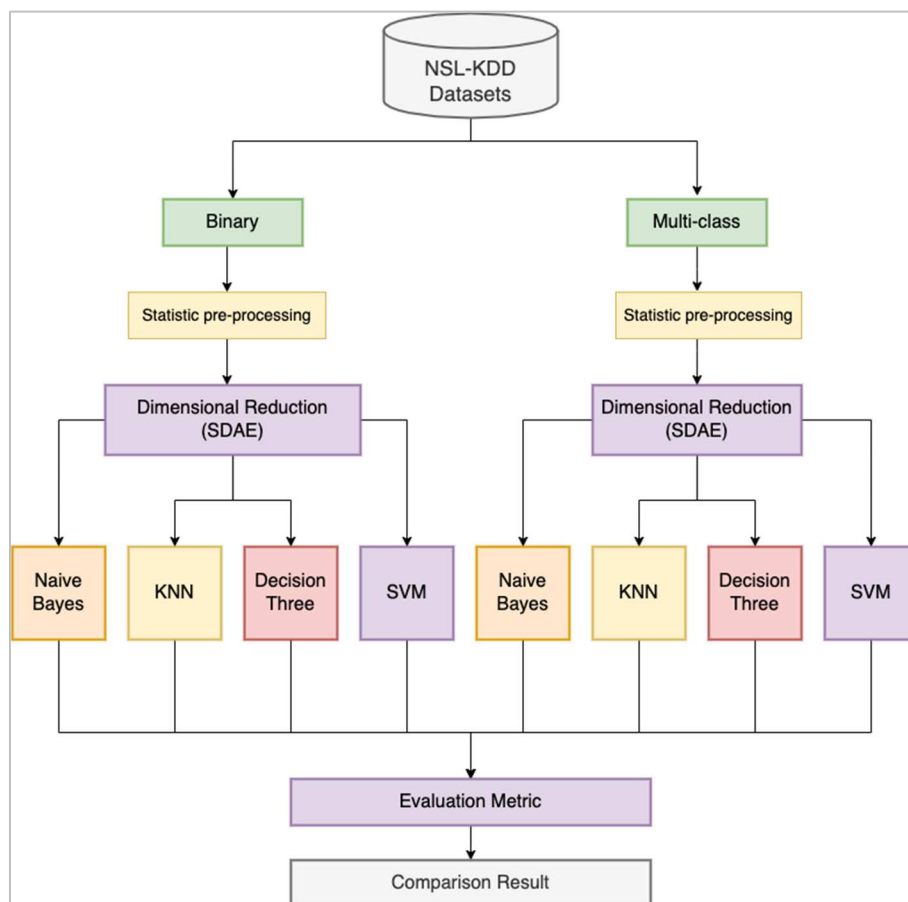 NSL-KDD
Datasets
Binary
Multi-class
Statistic pre-processing
Statistic pre-processing
Dimensional Reduction
(SDAE)
Dimensional Reduction
(SDAE)
Naive
Bayes
KNN
Decision
Three
SVM
Naive
Bayes
KNN
Decision
Three
SVM
Evaluation Metric
Comparison Result